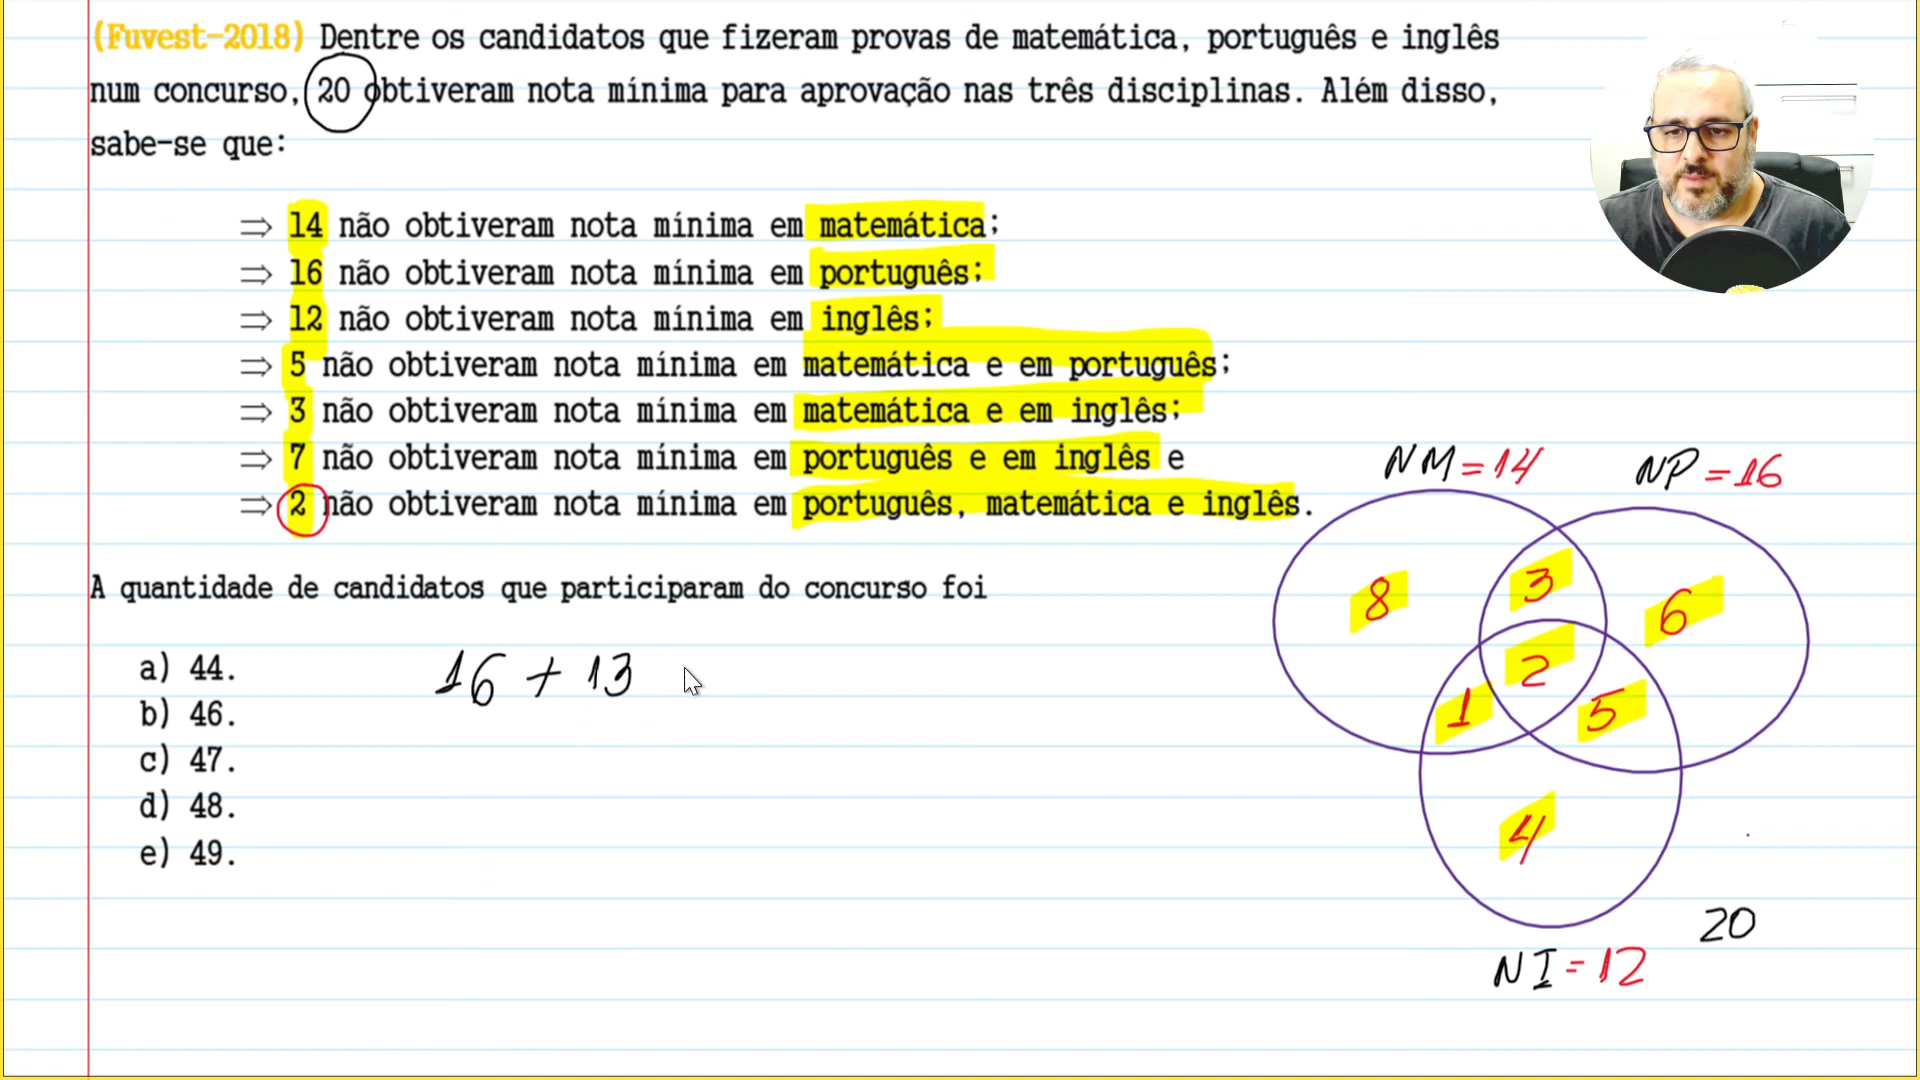 (Fuvest-2018) Dentre os candidatos que fizeram provas de matemática, português e inglês
num concurso, 20 obtiveram nota mínima para aprovação nas três disciplinas. Além disso,
sabe-se que:
⇒ 14 não obtiveram nota mínima em matemática;
⇒ 16 não obtiveram nota mínima em português;
⇒ 12 não obtiveram nota mínima em inglês;
⇒ 5 não obtiveram nota mínima em matemática e em português;
⇒ 3 não obtiveram nota mínima em matemática e em inglês;
⇒ 7 não obtiveram nota mínima em português e em inglês e
⇒ 2 não obtiveram nota mínima em português, matemática e inglês.
A quantidade de candidatos que participaram do concurso foi
a) 44.
b) 46.
c) 47.
d) 48.
e) 49.
16 + 13
NM = 14
NP = 16
8
3
6
2
1
5
4
20
NI = 12